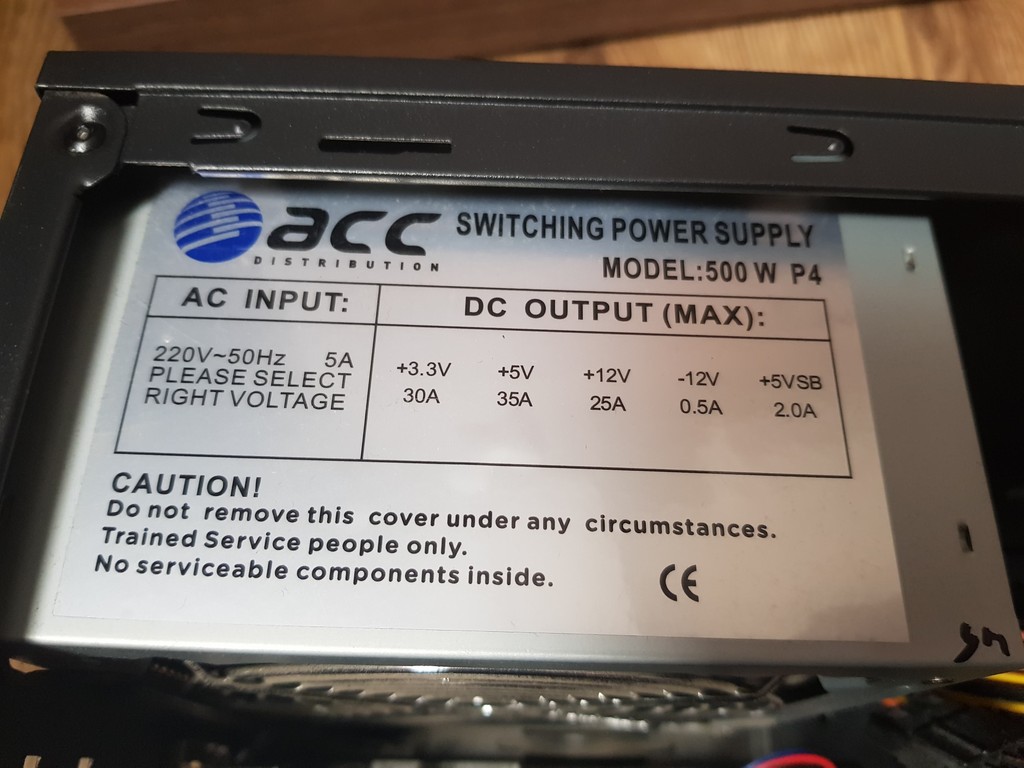 acc
DISTRIBUTION
SWITCHING POWER SUPPLY
MODEL:500 W P4
AC INPUT:
DC OUTPUT (MAX):
220V~50Hz 5A
PLEASE SELECT
RIGHT VOLTAGE
+3.3V +5V +12V -12V +5VSB
30A 35A 25A 0.5A 2.0A
CAUTION!
Do not remove this cover under any circumstances.
Trained Service people only.
No serviceable components inside.
CE